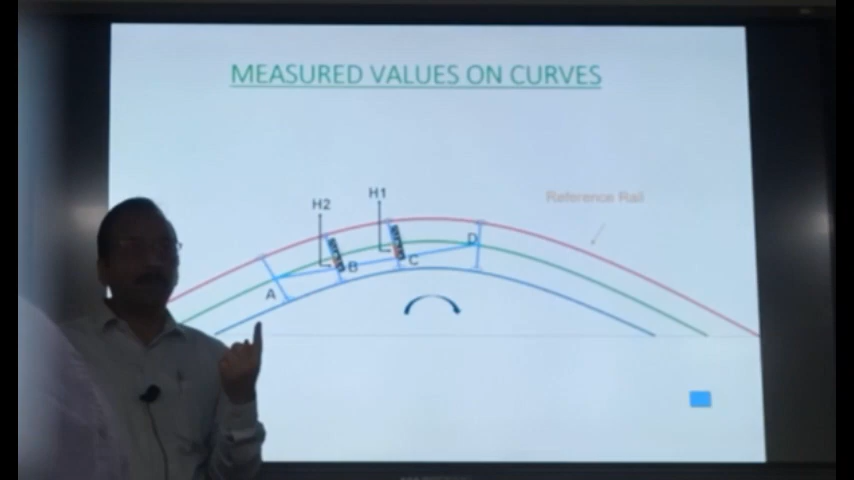 MEASURED VALUES ON CURVES
H1
H2
Reference Rail
D
C
B
A